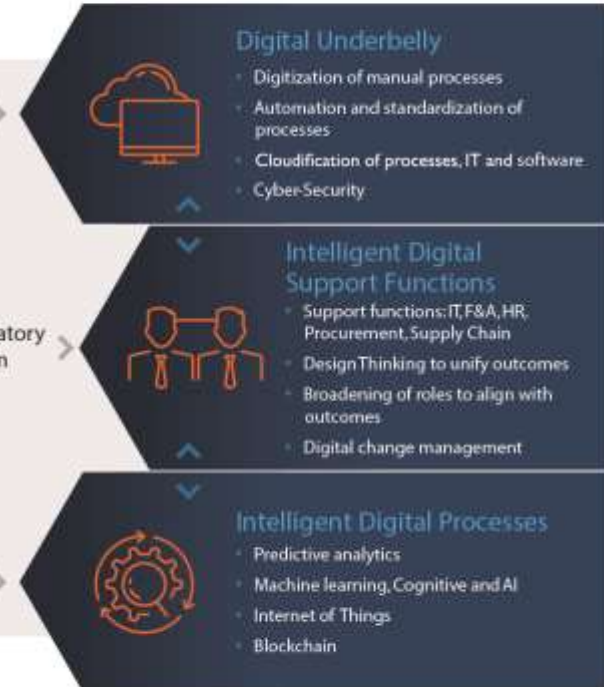 Digital Underbelly
Digitization of manual processes
Automation and standardization of
processes
Cloudification of processes, IT and software
Cyber-Security
Intelligent Digital
Support Functions
Support functions: IT, F&A, HR,
Procurement, Supply Chain
Design Thinking to unify outcomes
Broadening of roles to align with
outcomes
Digital change management
Intelligent Digital Processes
Predictive analytics
Machine learning, Cognitive and AI
Internet of Things
Blockchain